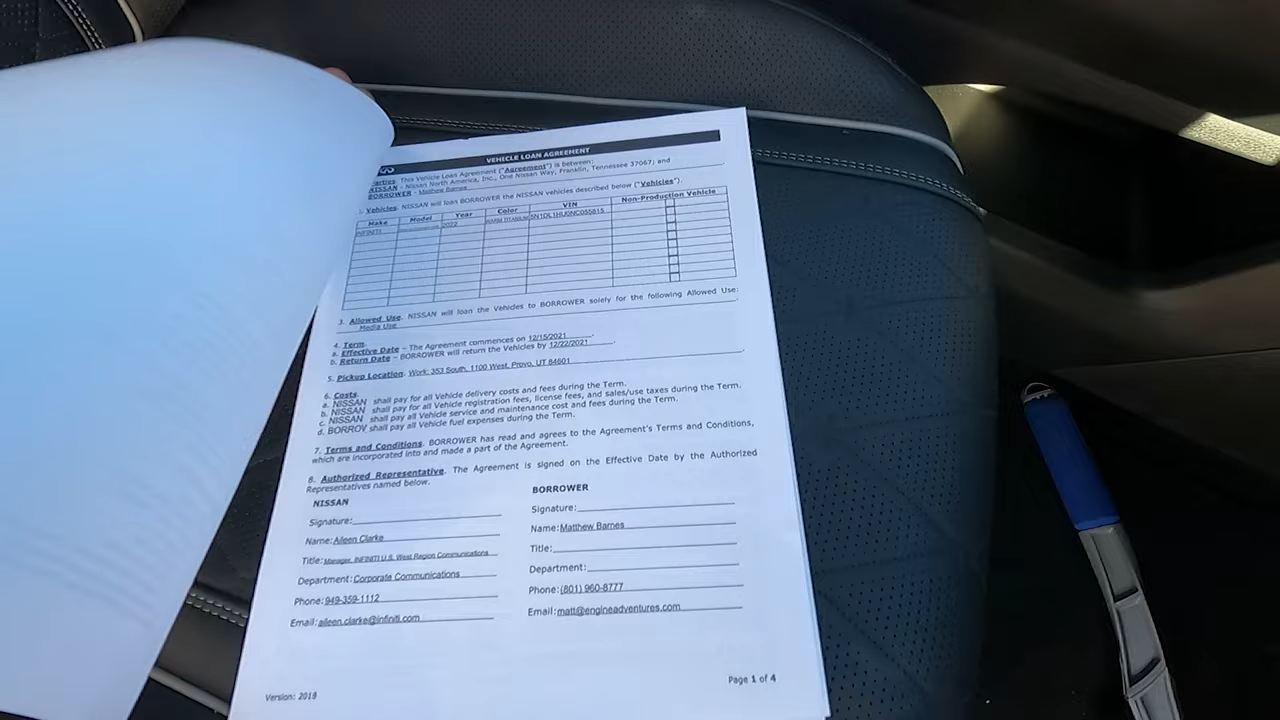 VEHICLE LOAN AGREEMENT
Parties. This Vehicle Loan Agreement ("Agreement") is between:
NISSAN - Nissan North America, Inc., One Nissan Way, Franklin, Tennessee 37067; and
BORROWER - Matthew Barnes
Vehicles. NISSAN will loan BORROWER the NISSAN vehicles described below ("Vehicles").
Make Model Year Color VIN Non-Production Vehicle
INFINITI 2022
3. Allowed Use. NISSAN will loan the Vehicles to BORROWER solely for the following Allowed Use:
Media Use
4. Term.
a. Effective Date – The Agreement commences on 12/15/2021.
b. Return Date – BORROWER will return the Vehicles by 12/22/2021.
5. Pickup Location. Work: 353 South, 1100 West, Provo, UT 84601
6. Costs.
a. NISSAN shall pay for all Vehicle delivery costs and fees during the Term.
b. NISSAN shall pay for all Vehicle registration fees, license fees, and sales/use taxes during the Term.
c. NISSAN shall pay all Vehicle service and maintenance cost and fees during the Term.
d. BORROV shall pay all Vehicle fuel expenses during the Term.
7. Terms and Conditions. BORROWER has read and agrees to the Agreement's Terms and Conditions,
which are incorporated into and made a part of the Agreement.
8. Authorized Representative. The Agreement is signed on the Effective Date by the Authorized
Representatives named below.
NISSAN
Signature:
Name: Aileen Clarke
Title: Manager, INFINITI U.S. West Region Communications
Department: Corporate Communications
Phone: 949-359-1112
Email: aileen.clarke@infiniti.com
BORROWER
Signature:
Name: Matthew Barnes
Title:
Department:
Phone: (801) 960-8777
Email: matt@engineadventures.com
Version: 2018
Page 1 of 4